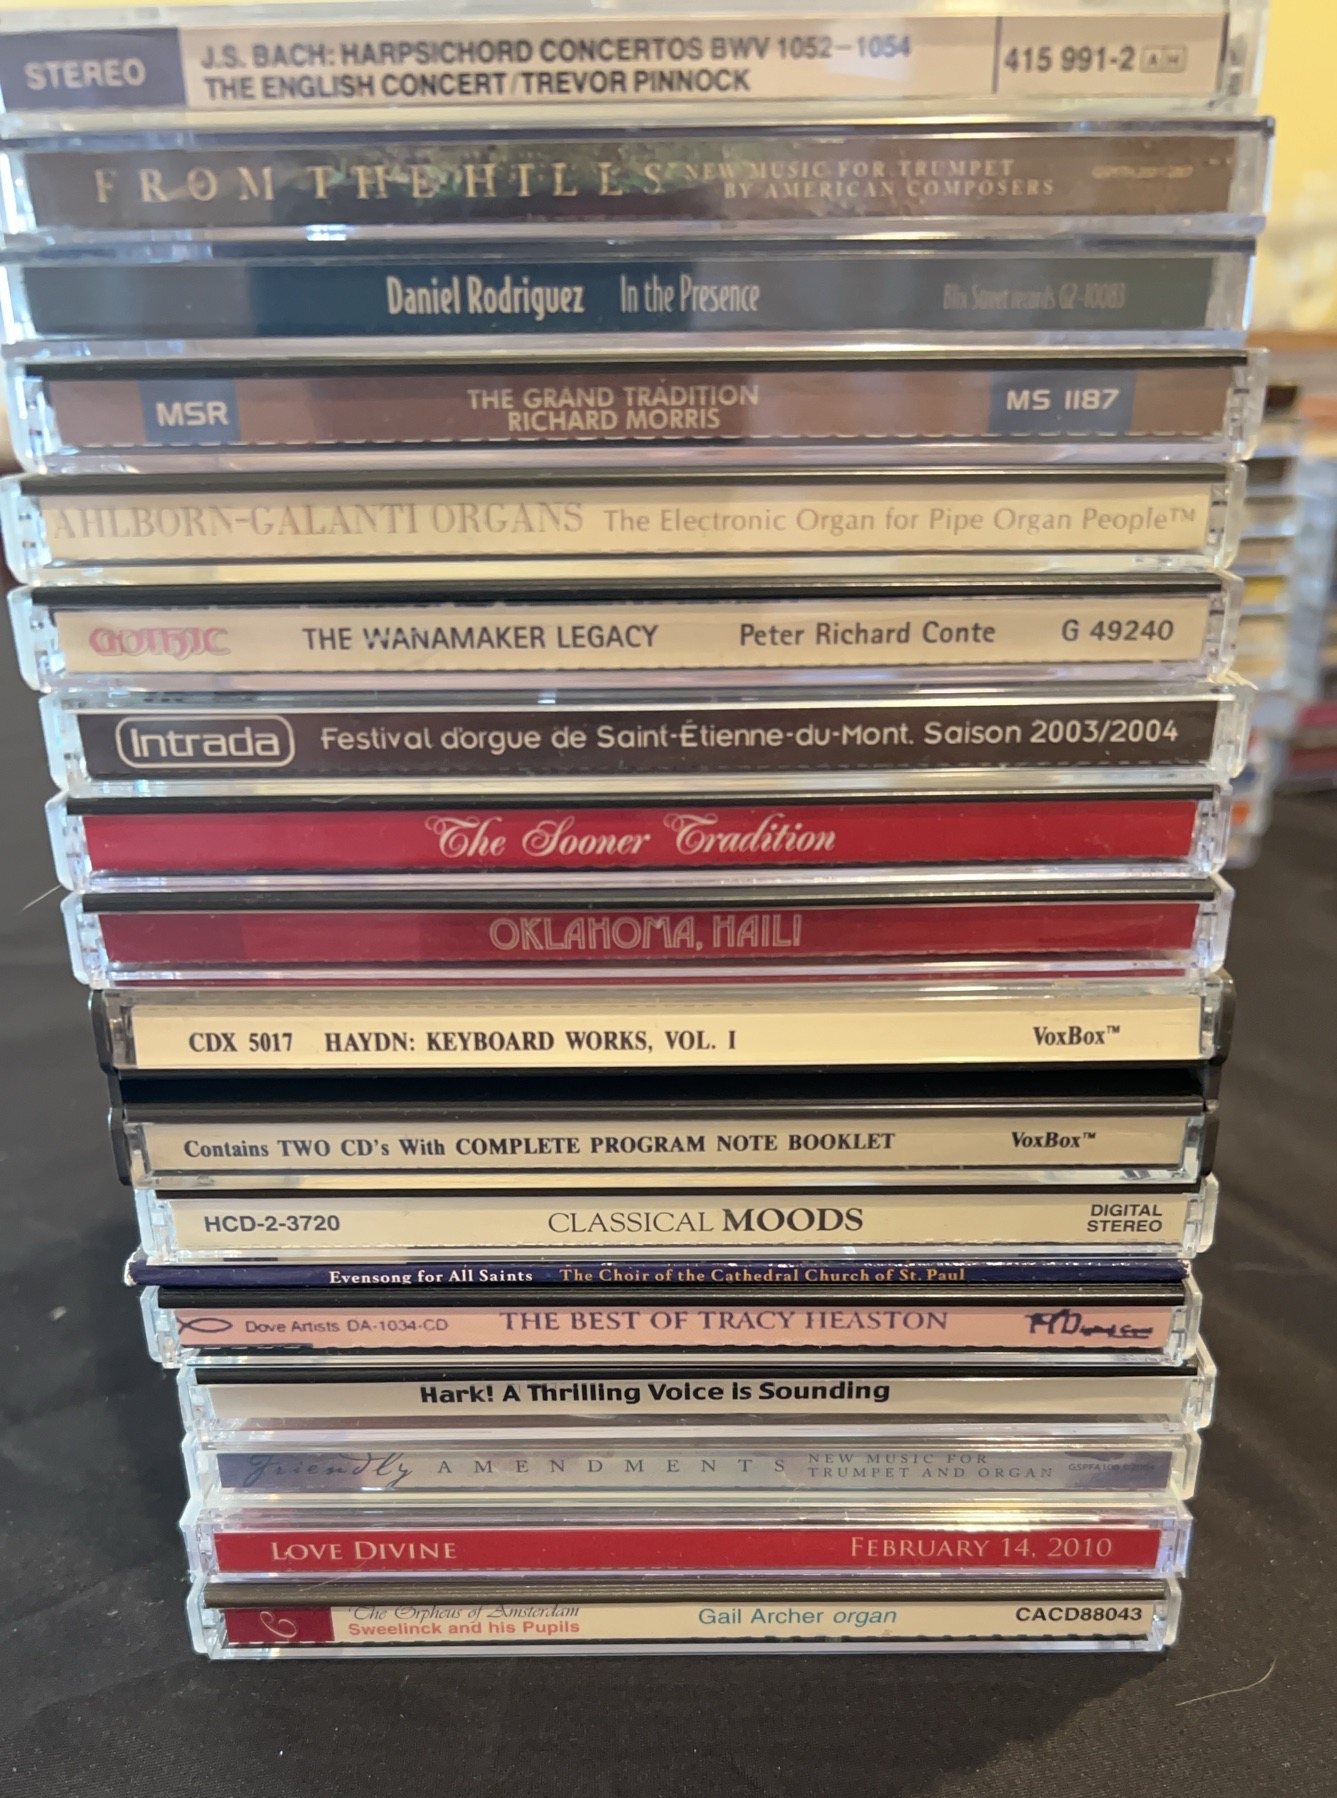 STEREO
J.S. BACH: HARPSICHORD CONCERTOS BWV 1052–1054
THE ENGLISH CONCERT/TREVOR PINNOCK
415 991-2 AH
FROM THE HILLS
NEW MUSIC FOR TRUMPET
BY AMERICAN COMPOSERS
Daniel Rodriguez In the Presence
records GZ-10083
MSR
THE GRAND TRADITION
RICHARD MORRIS
MS 1187
AHLBORN-GALANTI ORGANS The Electronic Organ for Pipe Organ People™
GOTHIC THE WANAMAKER LEGACY Peter Richard Conte G 49240
Intrada Festival d'orgue de Saint-Étienne-du-Mont. Saison 2003/2004
The Sooner Tradition
OKLAHOMA, HAIL!
CDX 5017 HAYDN: KEYBOARD WORKS, VOL. I VoxBox™
Contains TWO CD's With COMPLETE PROGRAM NOTE BOOKLET VoxBox™
HCD-2-3720 CLASSICAL MOODS
DIGITAL
STEREO
Evensong for All Saints The Choir of the Cathedral Church of St. Paul
Dove Artists DA-1034-CD THE BEST OF TRACY HEASTON
Hark! A Thrilling Voice is Sounding
friendly AMENDMENTS
NEW MUSIC FOR
TRUMPET AND ORGAN
LOVE DIVINE FEBRUARY 14, 2010
The Orpheus of Amsterdam
Sweelinck and his Pupils
Gail Archer organ
CACD88043